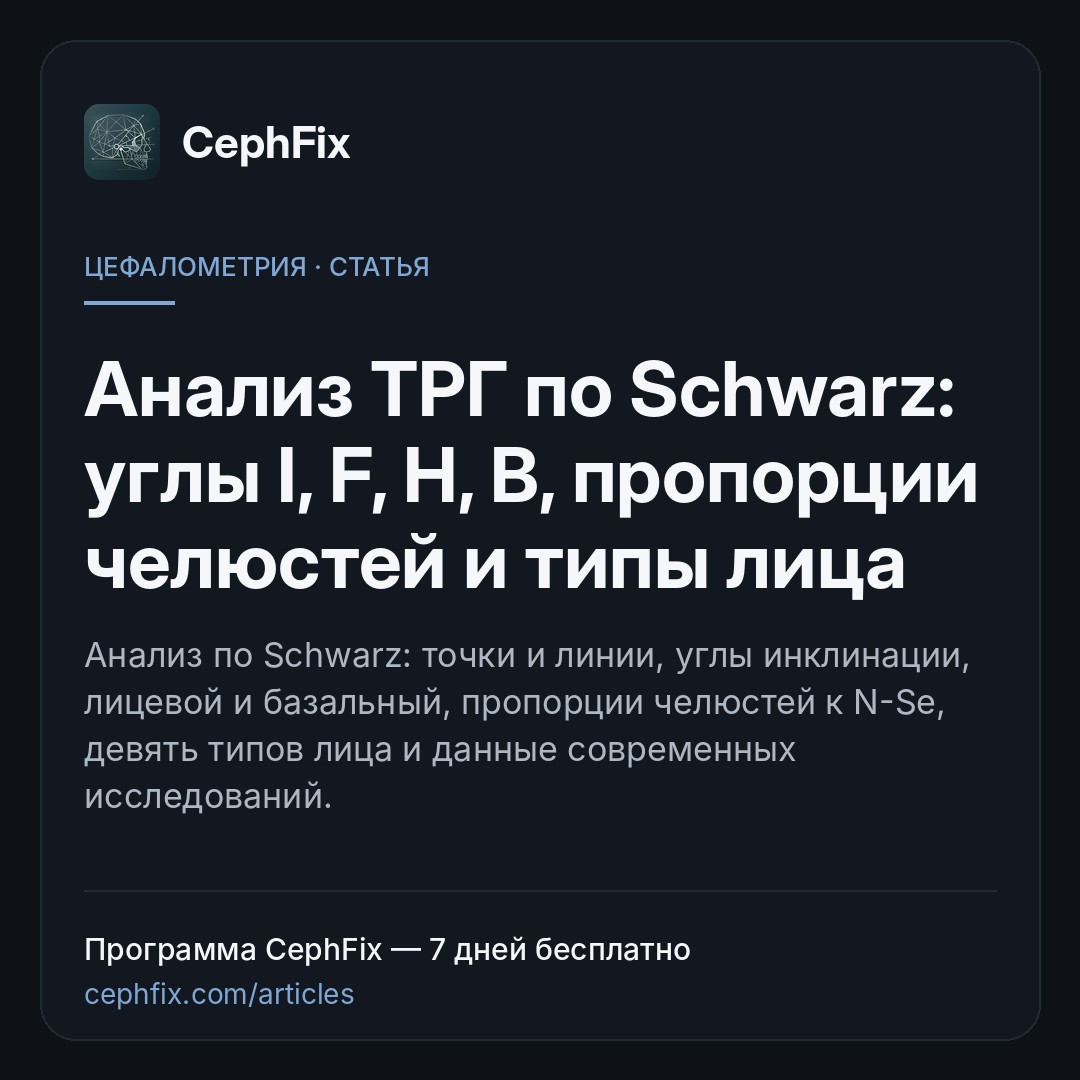 CephFix
ЦЕФАЛОМЕТРИЯ · СТАТЬЯ
Анализ ТРГ по Schwarz:
углы I, F, H, B, пропорции
челюстей и типы лица
Анализ по Schwarz: точки и линии, углы инклинации,
лицевой и базальный, пропорции челюстей к N-Se,
девять типов лица и данные современных
исследований.
Программа CephFix — 7 дней бесплатно
cephfix.com/articles